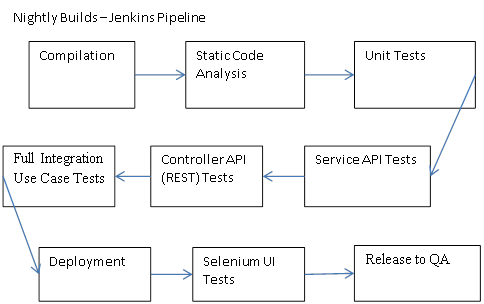 Nightly Builds – Jenkins Pipeline
Compilation
Static Code
Analysis
Unit Tests
Service API Tests
Controller API
(REST) Tests
Full Integration
Use Case Tests
Deployment
Selenium UI
Tests
Release to QA